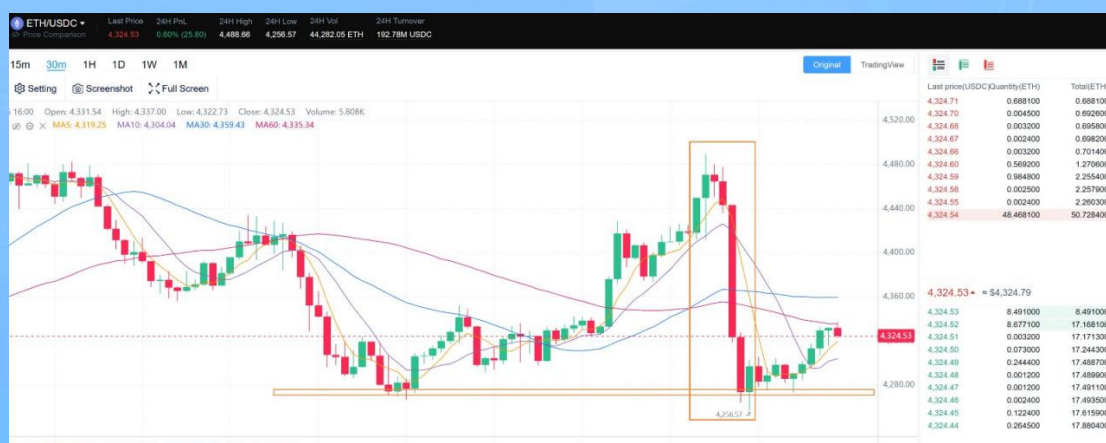 ETH/USDC Last Price 24H PnL 24H High 24H Low 24H Vol 24H Turnover
Price Comparison 4,324.53 0.60% (25.80) 4,488.66 4,256.57 44,282.05 ETH 192.78M USDC
15m 30m 1H 1D 1W 1M Original TradingView
Setting Screenshot Full Screen
16:00 Open: 4,331.54 High: 4,337.00 Low: 4,322.73 Close: 4,324.53 Volume: 5.808K
MA5: 4,319.25 MA10: 4,304.04 MA30: 4,359.43 MA60: 4,335.34
4,520.00
4,480.00
4,440.00
4,400.00
4,360.00
4,324.53
4,280.00
4,256.57
Last price(USDC) Quantity(ETH) Total(ETH
4,324.71 0.688100 0.688100
4,324.70 0.004500 0.692600
4,324.68 0.003200 0.695800
4,324.67 0.002400 0.698200
4,324.66 0.003200 0.701400
4,324.60 0.569200 1.270600
4,324.59 0.984800 2.255400
4,324.58 0.002500 2.257900
4,324.55 0.002400 2.260300
4,324.54 48.468100 50.728400
4,324.53 ≈ $4,324.79
4,324.53 8.491000 8.491000
4,324.52 8.677100 17.168100
4,324.51 0.003200 17.171300
4,324.50 0.073000 17.244300
4,324.49 0.244400 17.488700
4,324.48 0.001200 17.489900
4,324.47 0.001200 17.491100
4,324.46 0.002400 17.493500
4,324.45 0.122400 17.615900
4,324.44 0.264500 17.880400